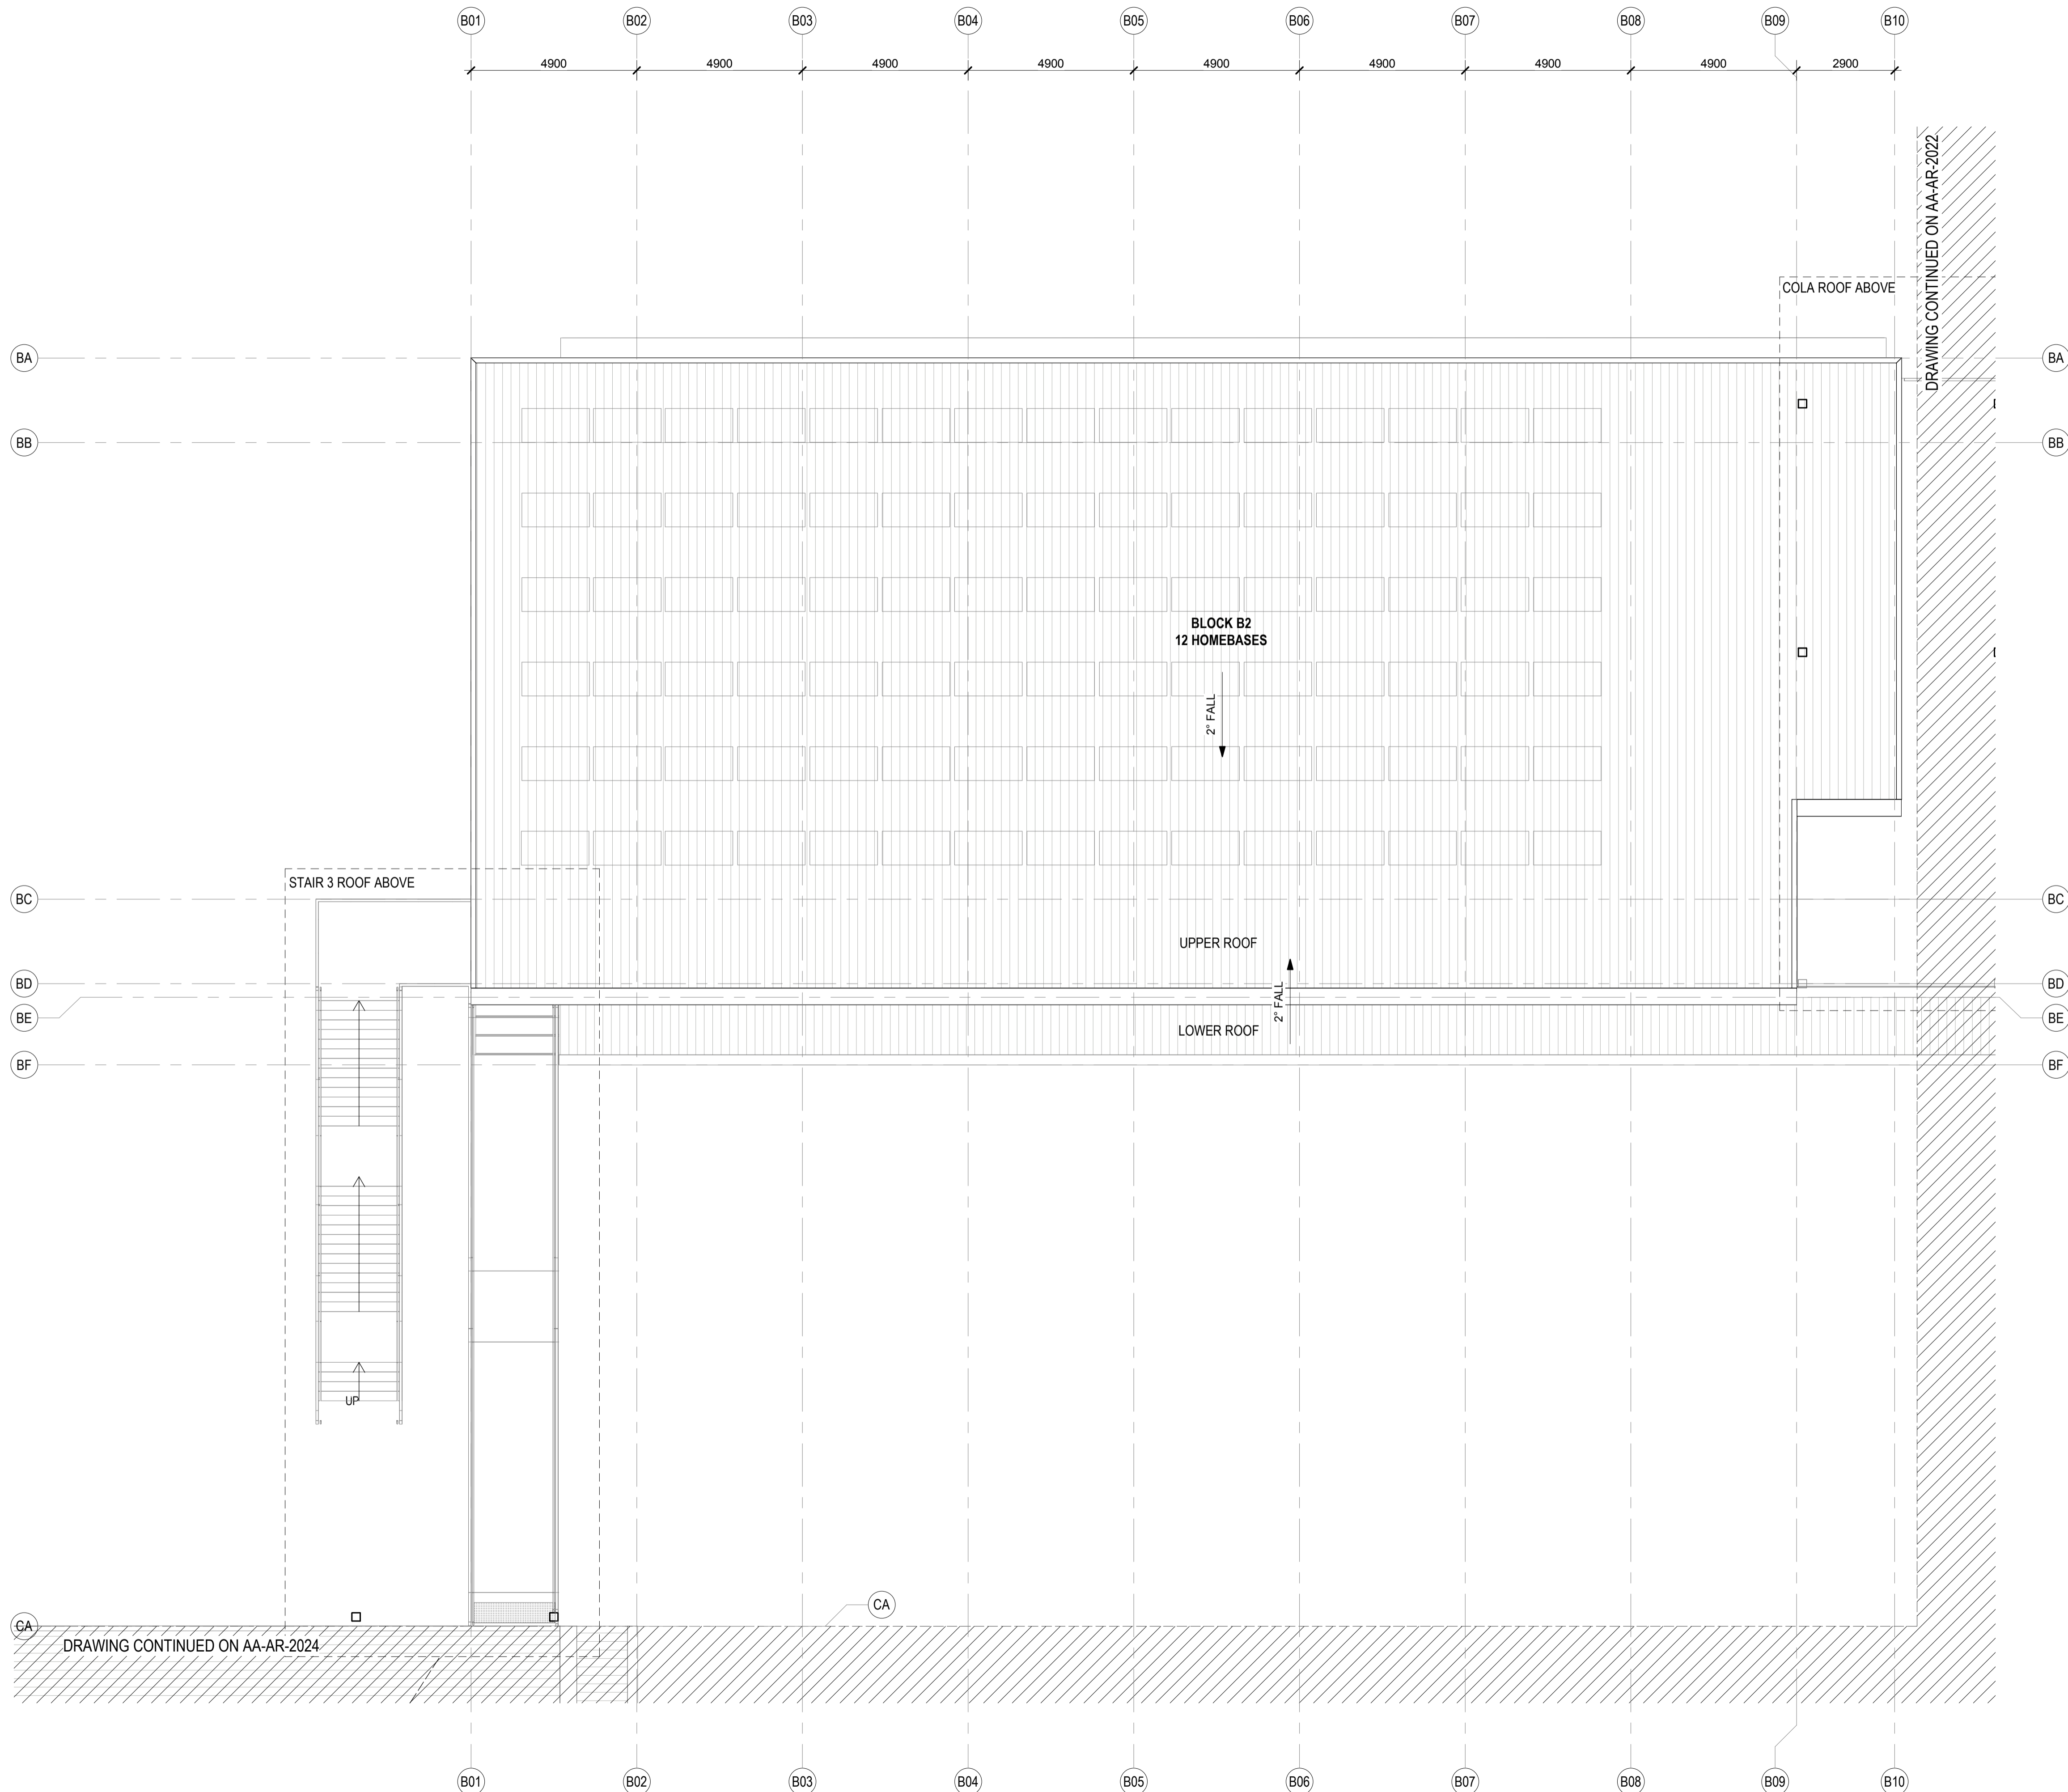 B01 B02 B03 B04 B05 B06 B07 B08 B09 B10
4900 4900 4900 4900 4900 4900 4900 4900 2900
DRAWING CONTINUED ON AA-AR-2022
COLA ROOF ABOVE
BA BA
BB BB
BLOCK B2
12 HOMEBASES
2° FALL
STAIR 3 ROOF ABOVE
BC BC
UPPER ROOF
BD BD
2° FALL
BE BE
LOWER ROOF
BF BF
UP
CA
CA
DRAWING CONTINUED ON AA-AR-2024
B01 B02 B03 B04 B05 B06 B07 B08 B09 B10